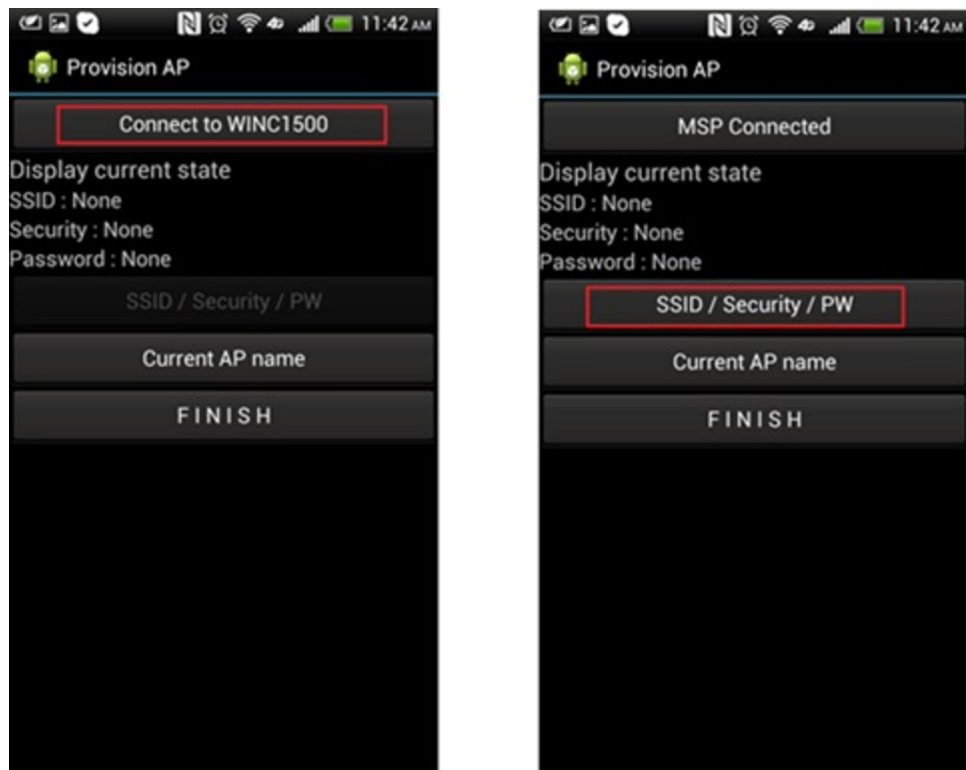 11:42 AM
Provision AP
Connect to WINC1500
Display current state
SSID : None
Security : None
Password : None
SSID / Security / PW
Current AP name
F I N I S H
11:42 AM
Provision AP
MSP Connected
Display current state
SSID : None
Security : None
Password : None
SSID / Security / PW
Current AP name
F I N I S H